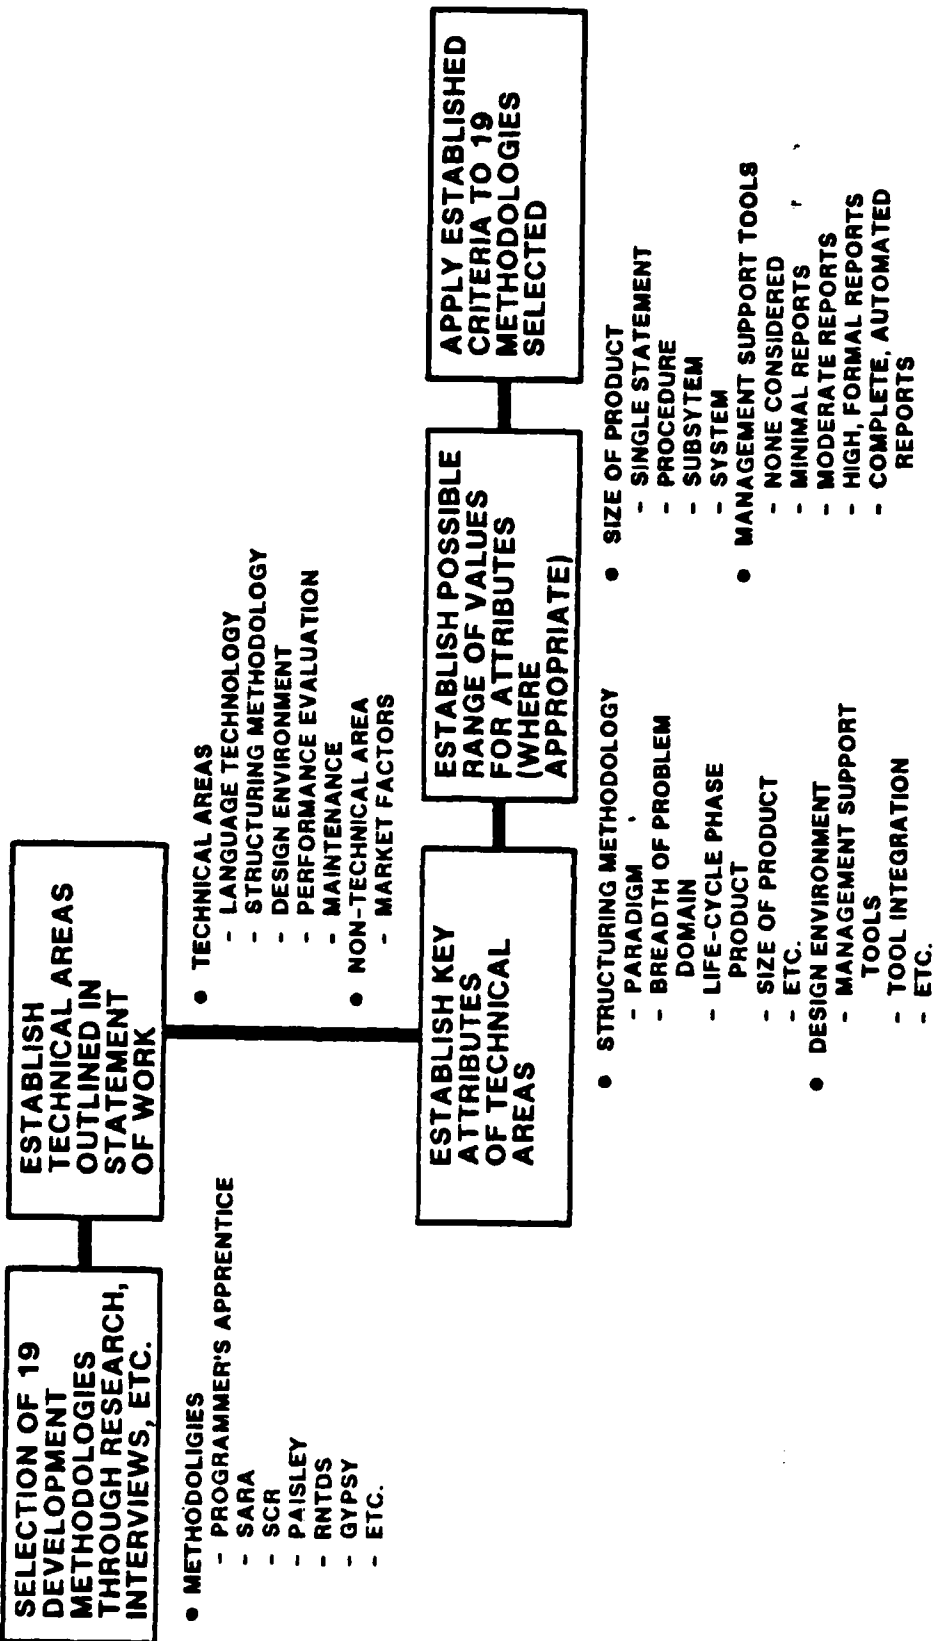 SELECTION OF 19
DEVELOPMENT
METHODOLOGIES
THROUGH RESEARCH,
INTERVIEWS, ETC.
● METHODOLIGIES
- PROGRAMMER'S APPRENTICE
- SARA
- SCR
- PAISLEY
- RNTDS
- GYPSY
- ETC.
ESTABLISH
TECHNICAL AREAS
OUTLINED IN
STATEMENT
OF WORK
● TECHNICAL AREAS
- LANGUAGE TECHNOLOGY
- STRUCTURING METHODOLOGY
- DESIGN ENVIRONMENT
- PERFORMANCE EVALUATION
- MAINTENANCE
● NON-TECHNICAL AREA
- MARKET FACTORS
ESTABLISH KEY
ATTRIBUTES
OF TECHNICAL
AREAS
● STRUCTURING METHODOLOGY
- PARADIGM
- BREADTH OF PROBLEM
DOMAIN
- LIFE-CYCLE PHASE
PRODUCT
- SIZE OF PRODUCT
- ETC.
● DESIGN ENVIRONMENT
- MANAGEMENT SUPPORT
TOOLS
- TOOL INTEGRATION
- ETC.
ESTABLISH POSSIBLE
RANGE OF VALUES
FOR ATTRIBUTES
(WHERE
APPROPRIATE)
● SIZE OF PRODUCT
- SINGLE STATEMENT
- PROCEDURE
- SUBSYTEM
- SYSTEM
● MANAGEMENT SUPPORT TOOLS
- NONE CONSIDERED
- MINIMAL REPORTS
- MODERATE REPORTS
- HIGH, FORMAL REPORTS
- COMPLETE, AUTOMATED
REPORTS
APPLY ESTABLISHED
CRITERIA TO 19
METHODOLOGIES
SELECTED